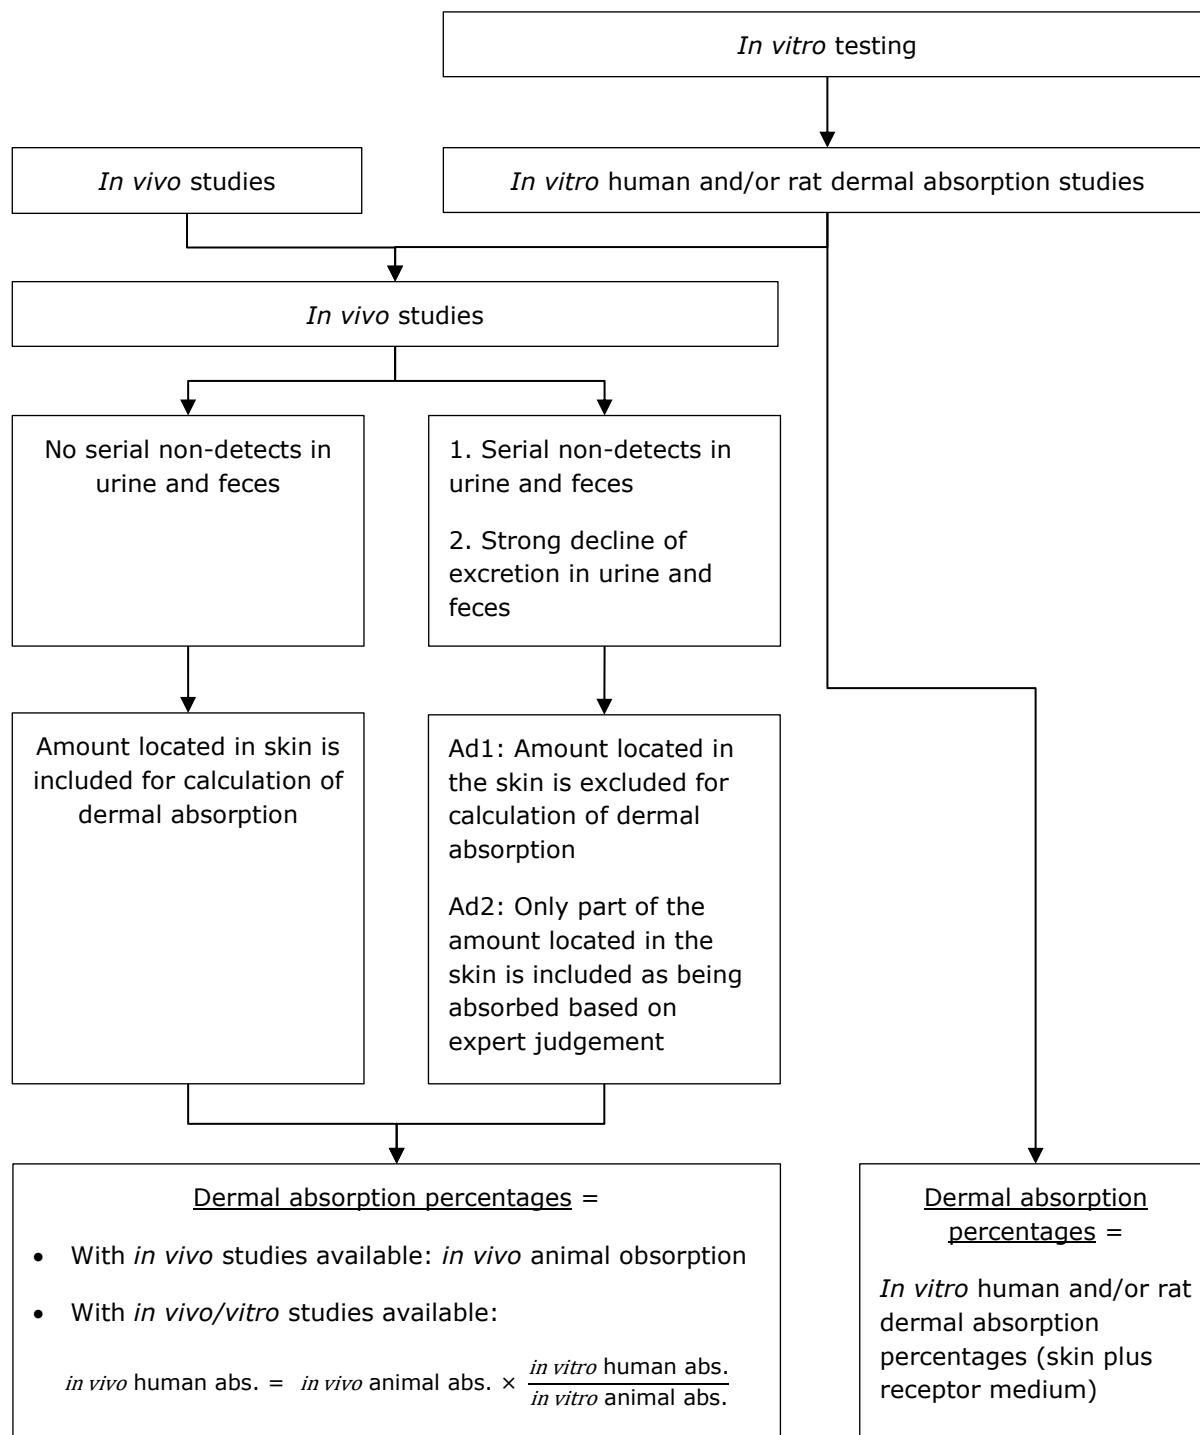 In vitro testing
In vivo studies
In vitro human and/or rat dermal absorption studies
In vivo studies
No serial non-detects in
urine and feces
1. Serial non-detects in
urine and feces
2. Strong decline of
excretion in urine and
feces
Amount located in skin is
included for calculation of
dermal absorption
Ad1: Amount located in
the skin is excluded for
calculation of dermal
absorption
Ad2: Only part of the
amount located in the
skin is included as being
absorbed based on
expert judgement
Dermal absorption percentages =
• With in vivo studies available: in vivo animal obsorption
• With in vivo/vitro studies available:
in vivo human abs. = in vivo animal abs. × in vitro human abs.
in vitro animal abs.
Dermal absorption
percentages =
In vitro human and/or rat
dermal absorption
percentages (skin plus
receptor medium)